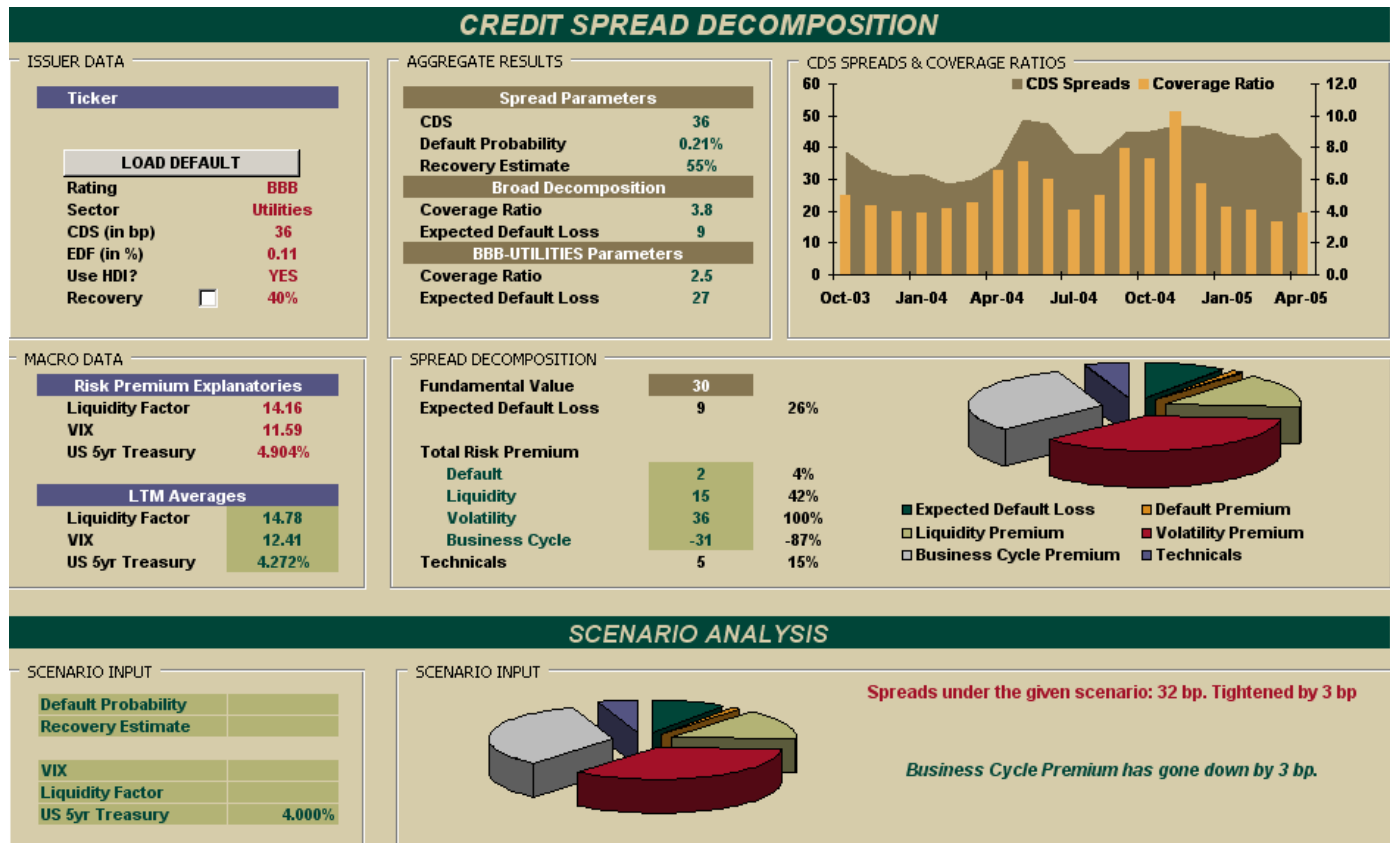 CREDIT SPREAD DECOMPOSITION
ISSUER DATA
Ticker
LOAD DEFAULT
Rating BBB
Sector Utilities
CDS (in bp) 36
EDF (in %) 0.11
Use HDI? YES
Recovery 40%
AGGREGATE RESULTS
Spread Parameters
CDS 36
Default Probability 0.21%
Recovery Estimate 55%
Broad Decomposition
Coverage Ratio 3.8
Expected Default Loss 9
BBB-UTILITIES Parameters
Coverage Ratio 2.5
Expected Default Loss 27
CDS SPREADS & COVERAGE RATIOS
CDS Spreads Coverage Ratio
60 12.0
50 10.0
40 8.0
30 6.0
20 4.0
10 2.0
0 0.0
Oct-03 Jan-04 Apr-04 Jul-04 Oct-04 Jan-05 Apr-05
MACRO DATA
Risk Premium Explanatories
Liquidity Factor 14.16
VIX 11.59
US 5yr Treasury 4.904%
LTM Averages
Liquidity Factor 14.78
VIX 12.41
US 5yr Treasury 4.272%
SPREAD DECOMPOSITION
Fundamental Value 30
Expected Default Loss 9 26%
Total Risk Premium
Default 2 4%
Liquidity 15 42%
Volatility 36 100%
Business Cycle -31 -87%
Technicals 5 15%
Expected Default Loss Default Premium
Liquidity Premium Volatility Premium
Business Cycle Premium Technicals
SCENARIO ANALYSIS
SCENARIO INPUT
Default Probability
Recovery Estimate
VIX
Liquidity Factor
US 5yr Treasury 4.000%
SCENARIO INPUT
Spreads under the given scenario: 32 bp. Tightened by 3 bp
Business Cycle Premium has gone down by 3 bp.